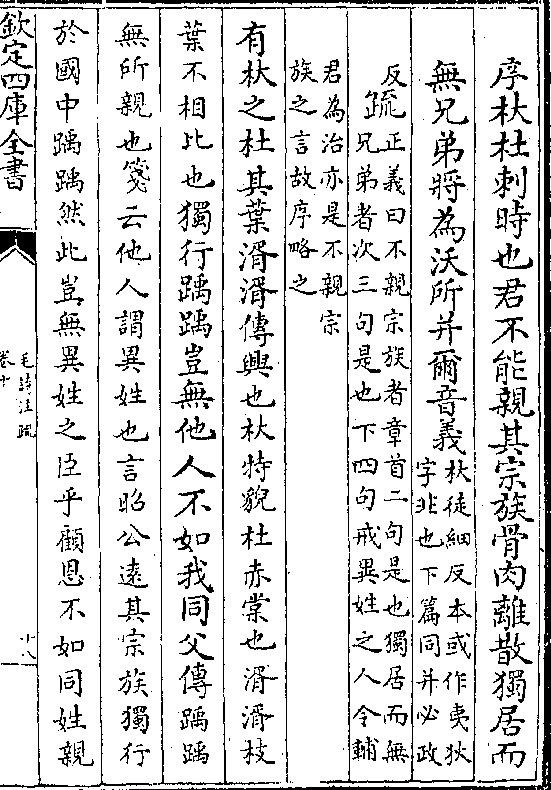 序杕杜刺時也君不能親其宗族骨肉離散獨居而
無兄弟將為沃所并爾音義
杕徒細反本或作夷狄
字非也下篇同并必政
反
疏
正義曰不親宗族者章首二句是也獨居而無
兄弟者次三句是也下四句戒異姓之人令輔
君為治亦是不親宗
族之言故序略之
有杕之杜其葉湑湑傳興也杕特貌杜赤棠也湑湑枝
葉不相比也獨行踽踽豈無他人不如我同父傳踽踽
無所親也箋云他人謂異姓也言昭公遠其宗族獨行
於國中踽踽然此豈無異姓之臣乎顧恩不如同姓親
欽定四庫全書
毛詩注疏
卷十
十八